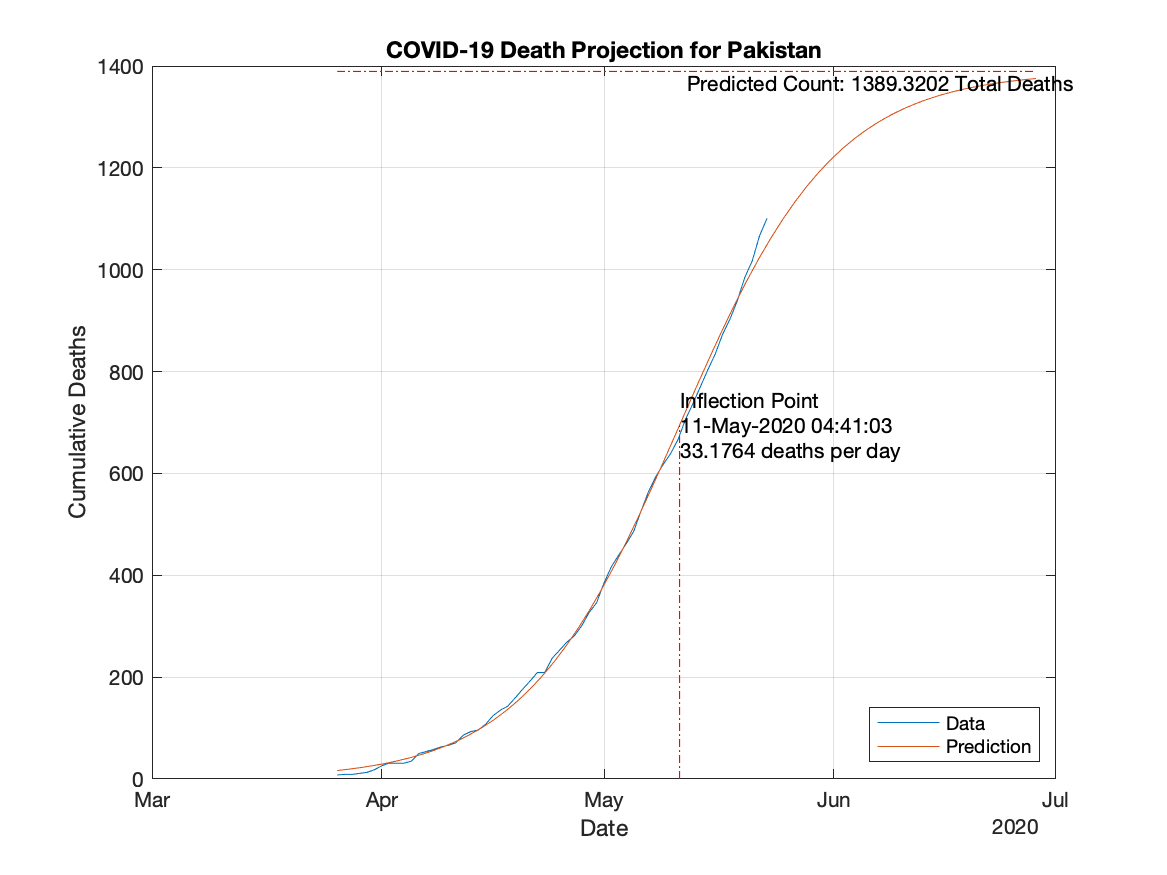 COVID-19 Death Projection for Pakistan
1400
Predicted Count: 1389.3202 Total Deaths
1200
1000
800
Inflection Point
11-May-2020 04:41:03
33.1764 deaths per day
600
400
200
0
Cumulative Deaths
Data
Prediction
Mar Apr May Jun Jul
Date
2020